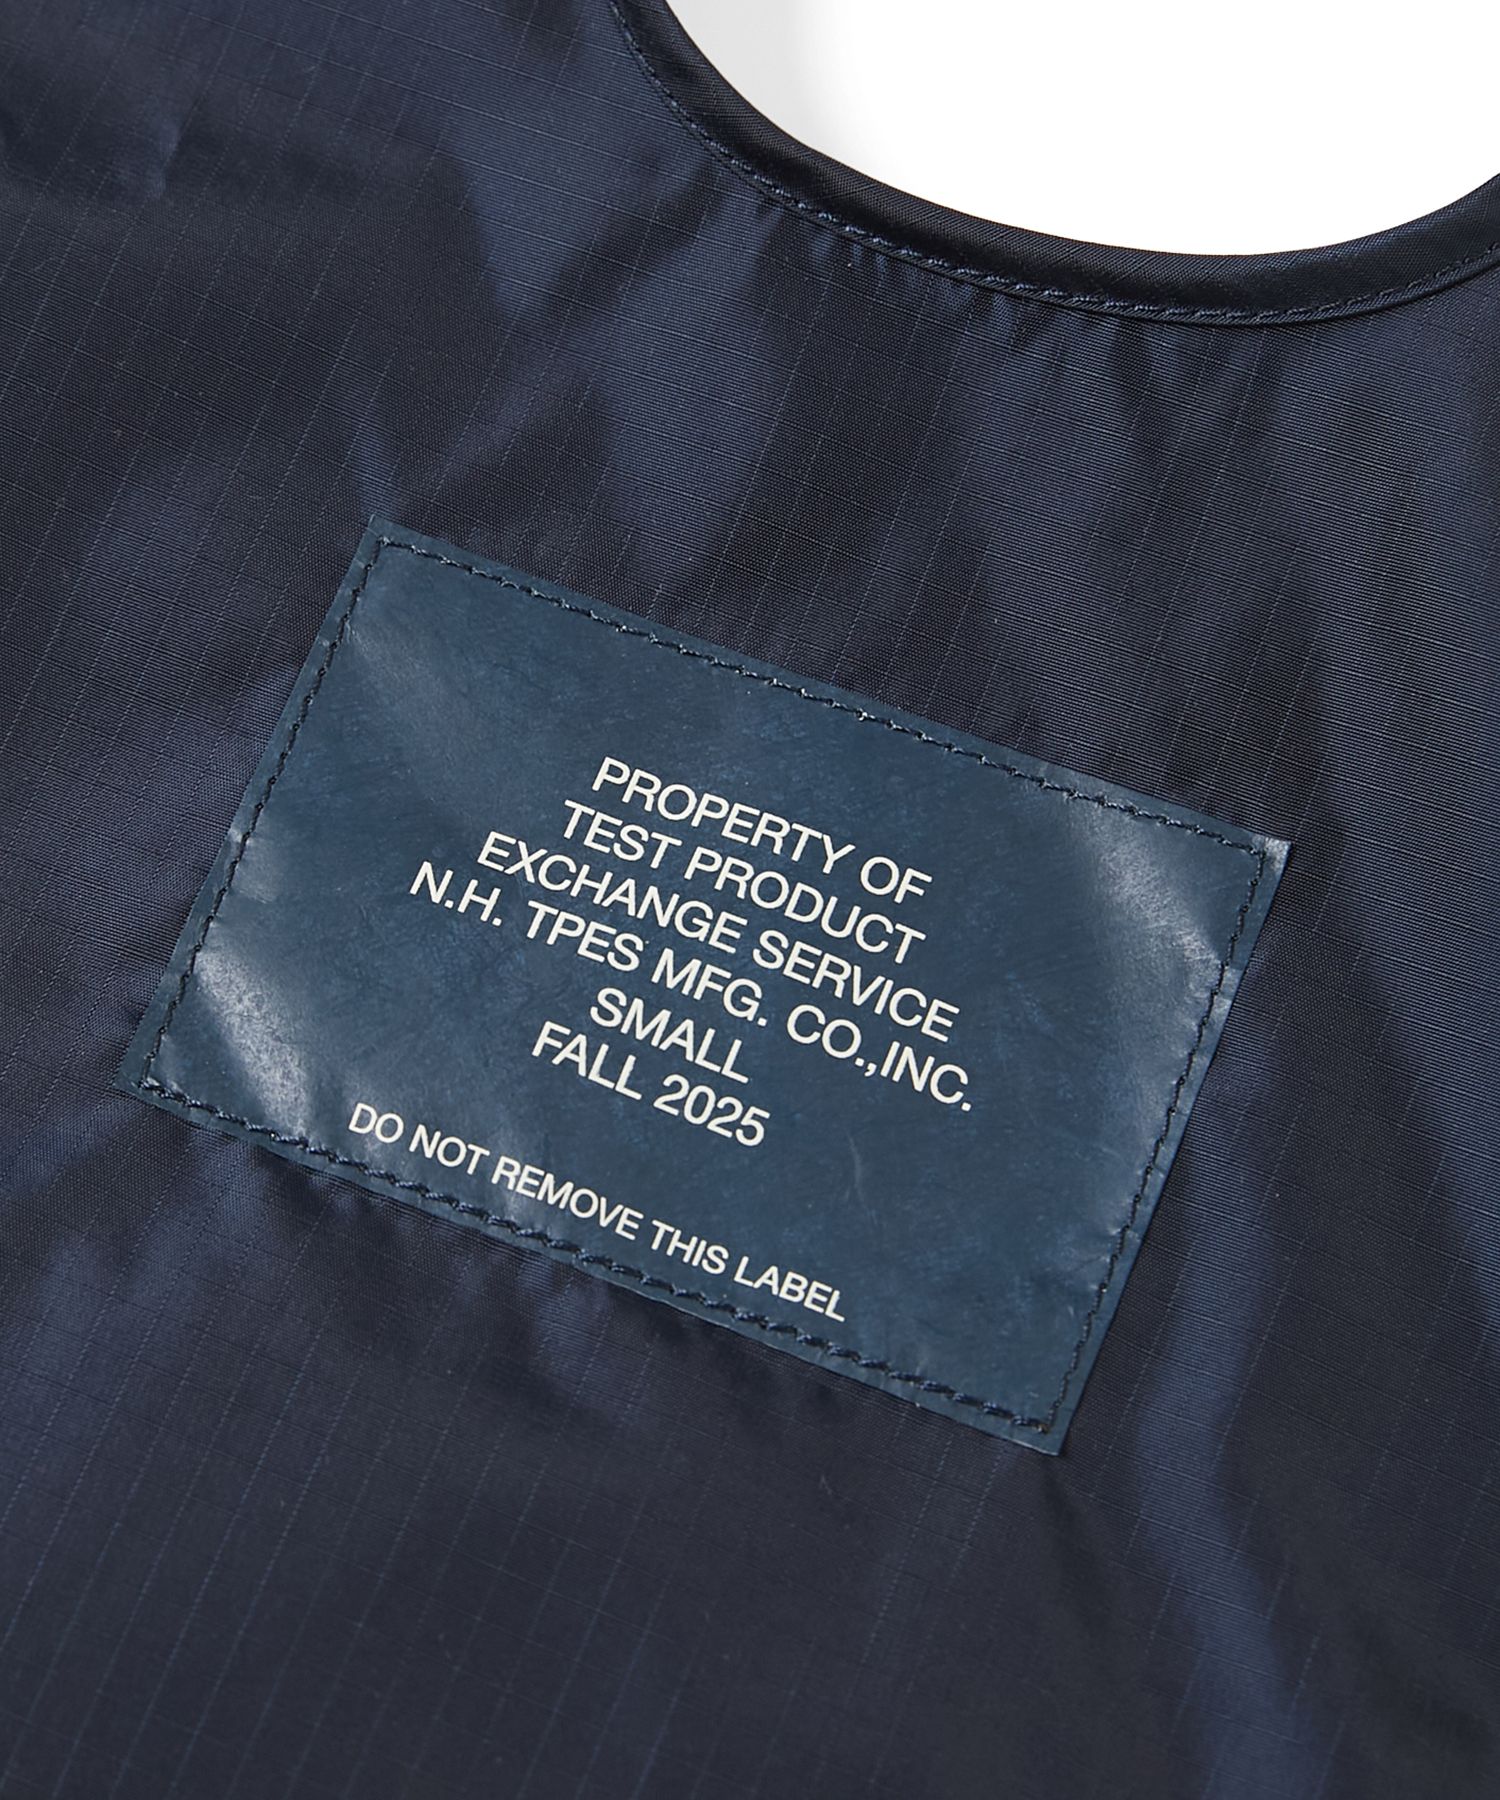 PROPERTY OF
TEST PRODUCT
EXCHANGE SERVICE
N.H. TPES MFG. CO.,INC.
SMALL
FALL 2025
DO NOT REMOVE THIS LABEL